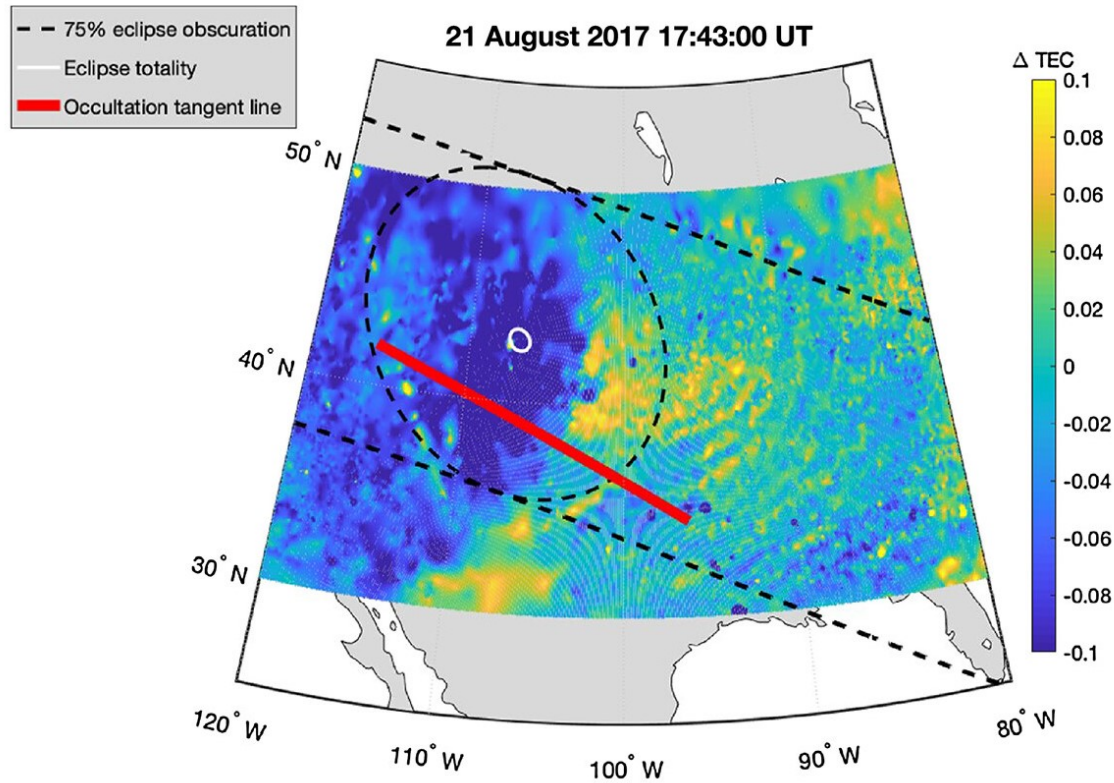 75% eclipse obscuration
Eclipse totality
Occultation tangent line
21 August 2017 17:43:00 UT
Δ TEC
0.1
0.08
0.06
0.04
0.02
0
-0.02
-0.04
-0.06
-0.08
-0.1
50° N
40° N
30° N
120° W
110° W
100° W
90° W
80° W